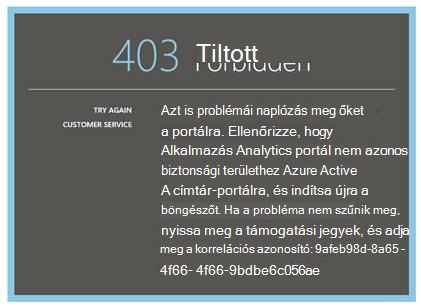 403 Tiltott
Forbidden
TRY AGAIN
CUSTOMER SERVICE
Azt is problémái naplózás meg őket
a portálra. Ellenőrizze, hogy
Alkalmazás Analytics portál nem azonos
biztonsági területhez Azure Active
A címtár-portálra, és indítsa újra a
böngészőt. Ha a probléma nem szűnik meg,
nyissa meg a támogatási jegyek, és adja
meg a korrelációs azonosító: 9afeb98d-8a65 -
4f66- 4f66-9bdbe6c056ae